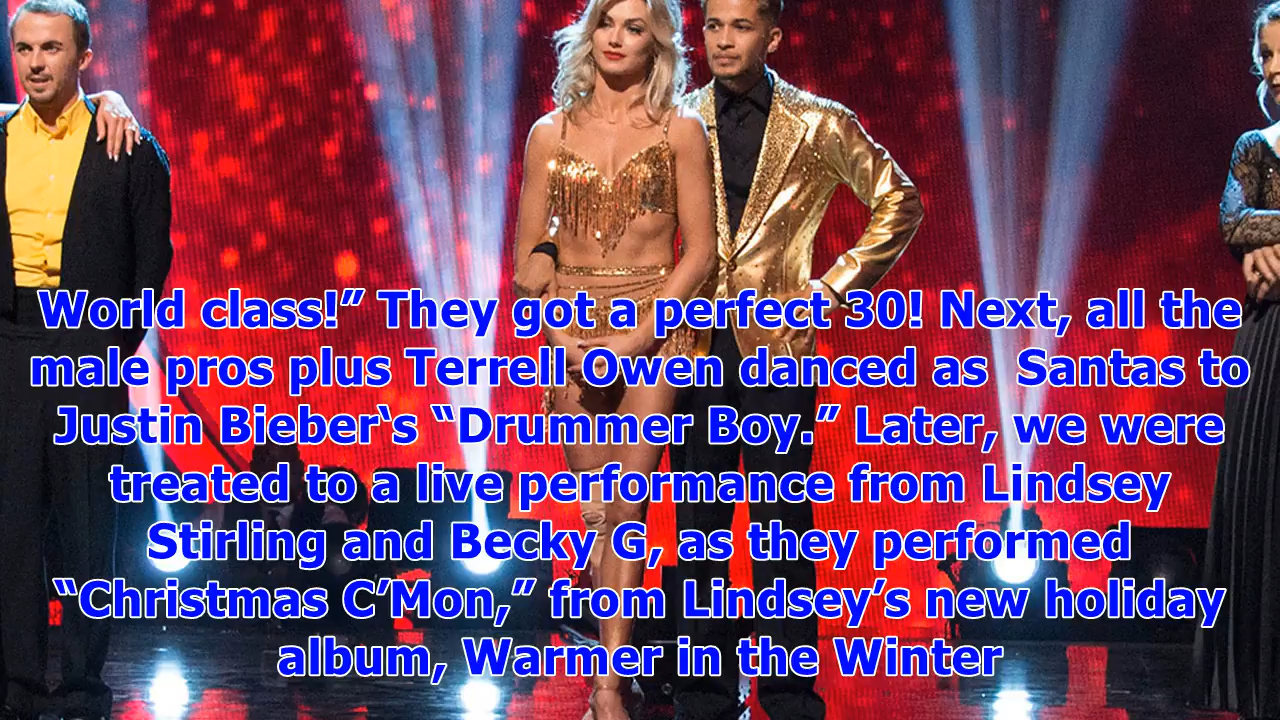 World class!” They got a perfect 30! Next, all the
male pros plus Terrell Owen danced as  Santas to
Justin Bieber‘s “Drummer Boy.” Later, we were
treated to a live performance from Lindsey
Stirling and Becky G, as they performed
“Christmas C’Mon,” from Lindsey’s new holiday
album, Warmer in the Winter